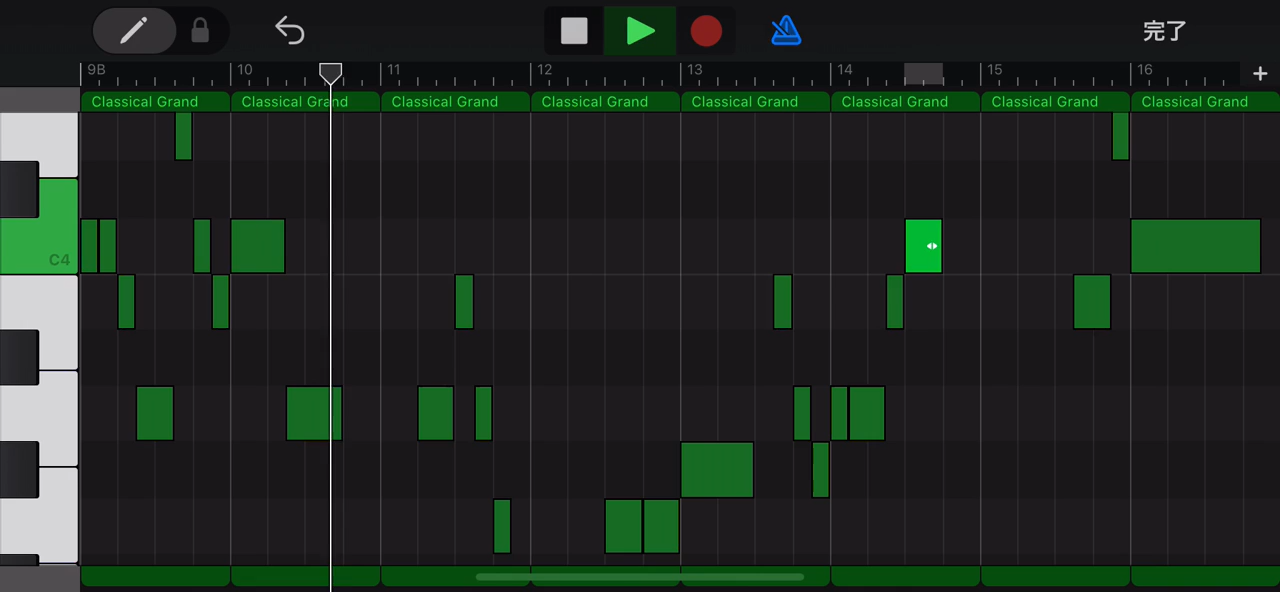 完了
9B 10 11 12 13 14 15 16 +
Classical Grand Classical Grand Classical Grand Classical Grand Classical Grand Classical Grand Classical Grand Classical Grand
C4